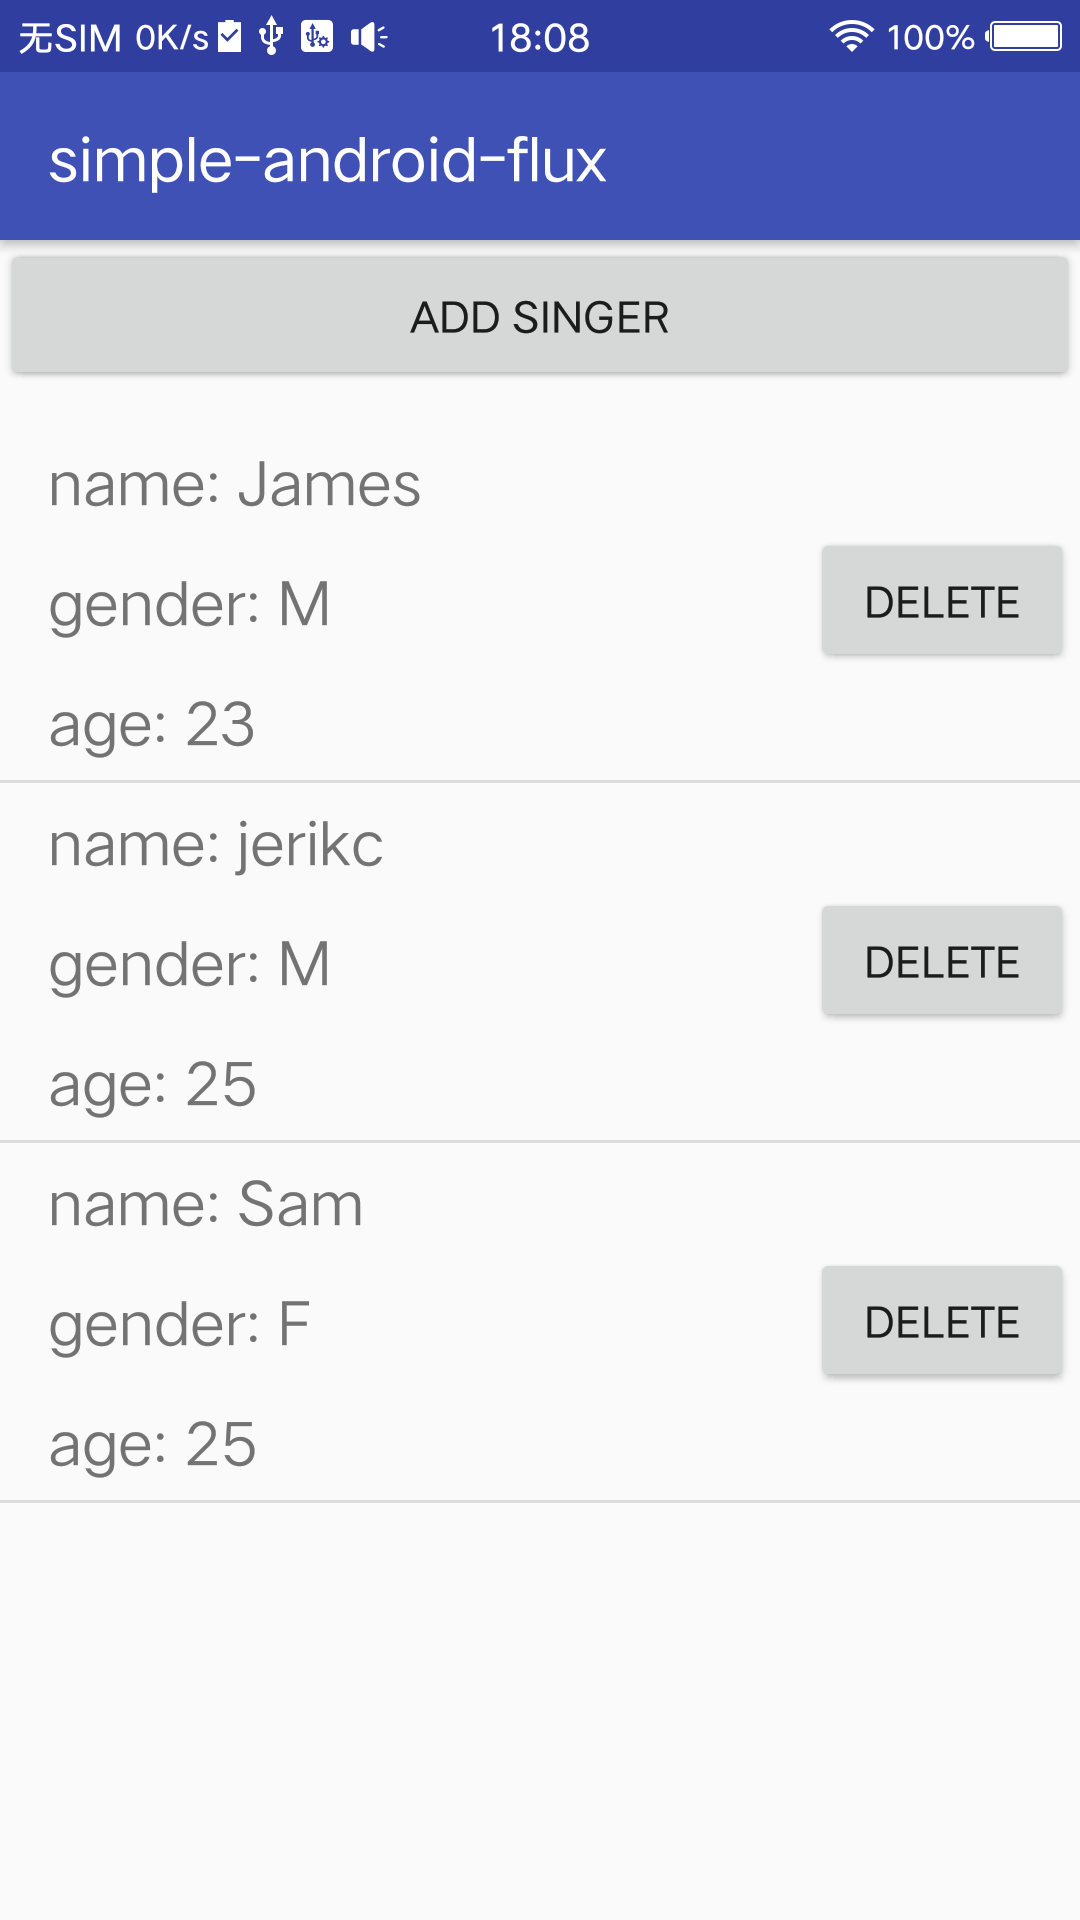 无SIM 0K/s 18:08 100%
simple-android-flux
ADD SINGER
name: James
gender: M
DELETE
age: 23
name: jerikc
gender: M
DELETE
age: 25
name: Sam
gender: F
DELETE
age: 25